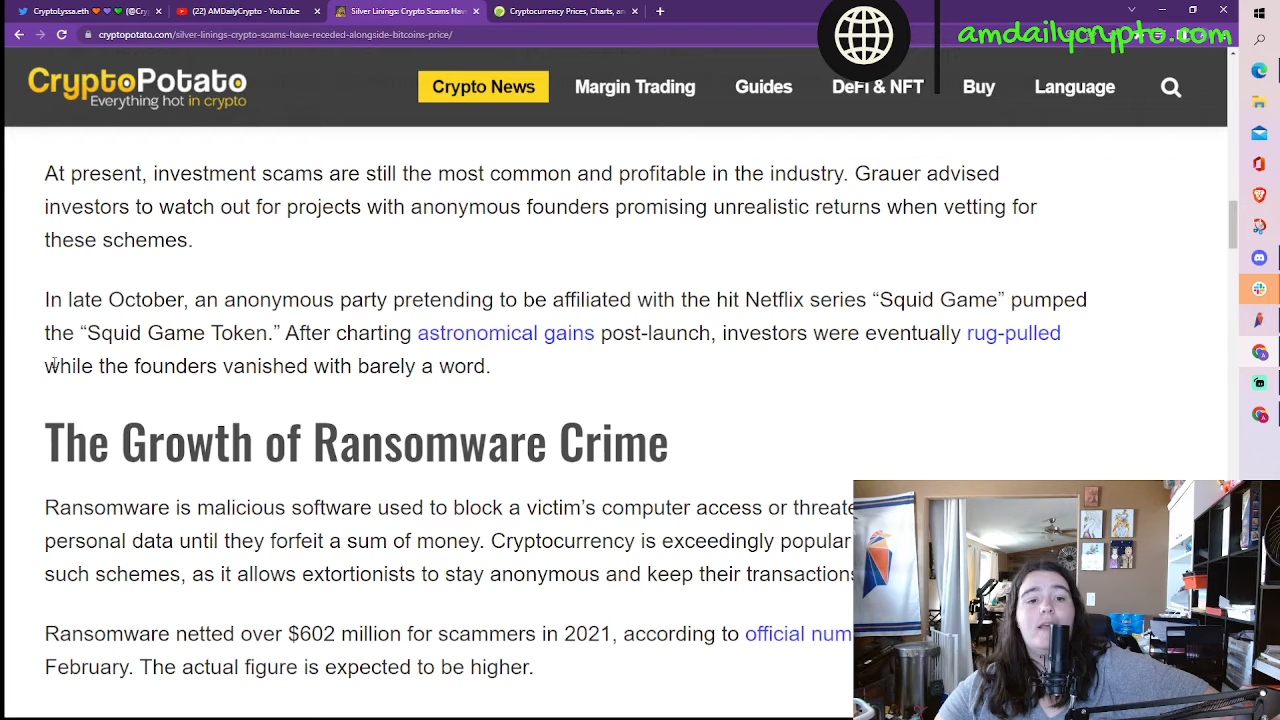 CryptoLyssa.eth
(@Cr
(22) AMDailyCrypto - YouTube
Silver Linings: Crypto Scams Hav
Cryptocurrency Prices, Charts, an
cryptopotato.com/silver-linings-crypto-scams-have-receded-alongside-bitcoins-price/
amdailycrypto.com
CryptoPotato
Everything hot in crypto
Crypto News
Margin Trading
Guides
DeFi & NFT
Buy
Language
At present, investment scams are still the most common and profitable in the industry. Grauer advised
investors to watch out for projects with anonymous founders promising unrealistic returns when vetting for
these schemes.
In late October, an anonymous party pretending to be affiliated with the hit Netflix series “Squid Game” pumped
the “Squid Game Token.” After charting astronomical gains post-launch, investors were eventually rug-pulled
while the founders vanished with barely a word.
The Growth of Ransomware Crime
Ransomware is malicious software used to block a victim’s computer access or threate
personal data until they forfeit a sum of money. Cryptocurrency is exceedingly popular
such schemes, as it allows extortionists to stay anonymous and keep their transactions
Ransomware netted over $602 million for scammers in 2021, according to official num
February. The actual figure is expected to be higher.